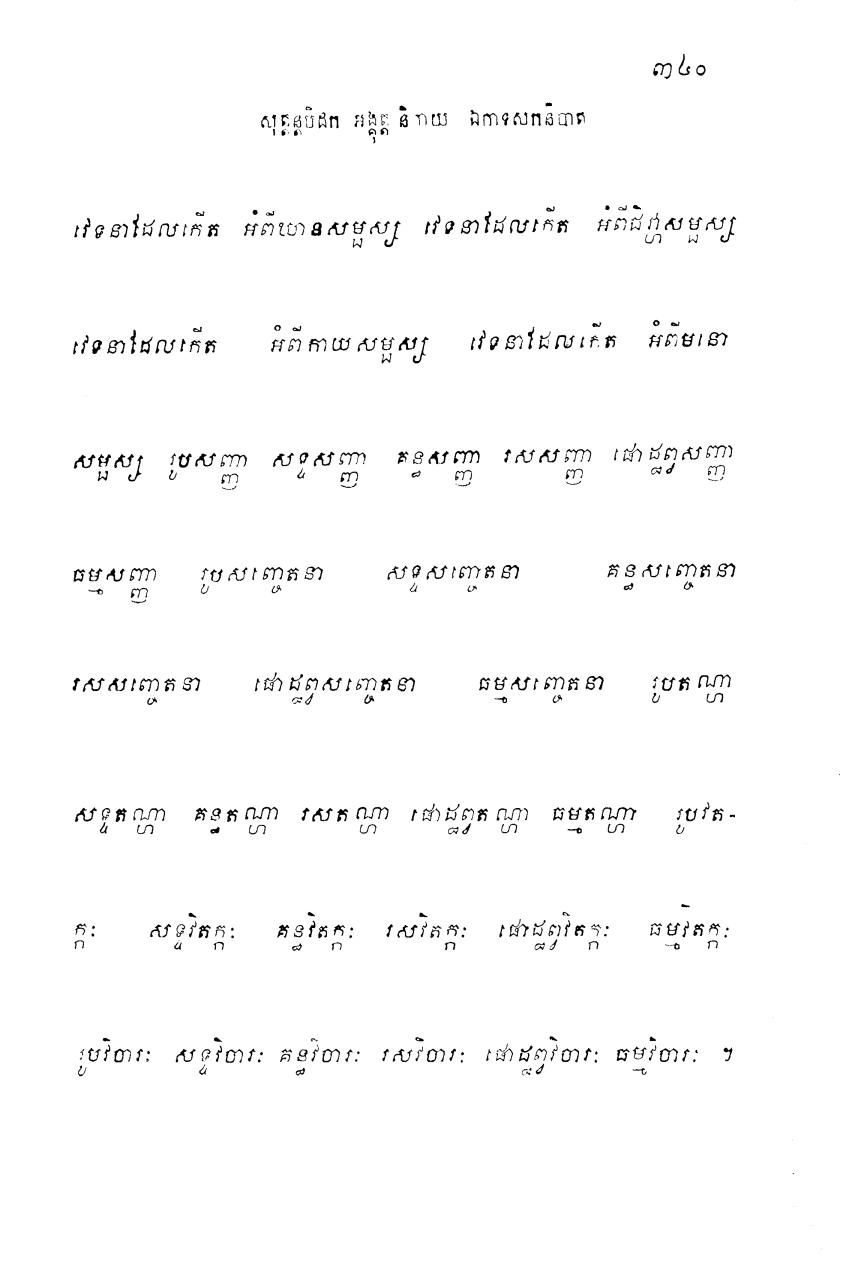 ៣៤០
សុត្តន្តបិដក អង្គុត្តរនិកាយ ឯកាទសកនិបាត
វេទនាដែលកើត អំពីឃានសម្ផស្ស វេទនាដែលកើត អំពីជិវ្ហាសម្ផស្ស
វេទនាដែលកើត អំពីកាយសម្ផស្ស វេទនាដែលកើត អំពីមនោ
សម្ផស្ស រូបសញ្ញា សទ្ទសញ្ញា គន្ធសញ្ញា រសសញ្ញា ផោដ្ឋព្វសញ្ញា
ធម្មសញ្ញា រូបសញ្ចេតនា សទ្ទសញ្ចេតនា គន្ធសញ្ចេតនា
រសសញ្ចេតនា ផោដ្ឋព្វសញ្ចេតនា ធម្មសញ្ចេតនា រូបតណ្ហា
សទ្ទតណ្ហា គន្ធតណ្ហា រសតណ្ហា ផោដ្ឋព្វតណ្ហា ធម្មតណ្ហា រូបវិត-
ក្កៈ សទ្ទវិតក្កៈ គន្ធវិតក្កៈ រសវិតក្កៈ ផោដ្ឋព្វវិតក្កៈ ធម្មវិតក្កៈ
រូបវិចារៈ សទ្ទវិចារៈ គន្ធវិចារៈ រសវិចារៈ ផោដ្ឋព្វវិចារៈ ធម្មវិចារៈ ។